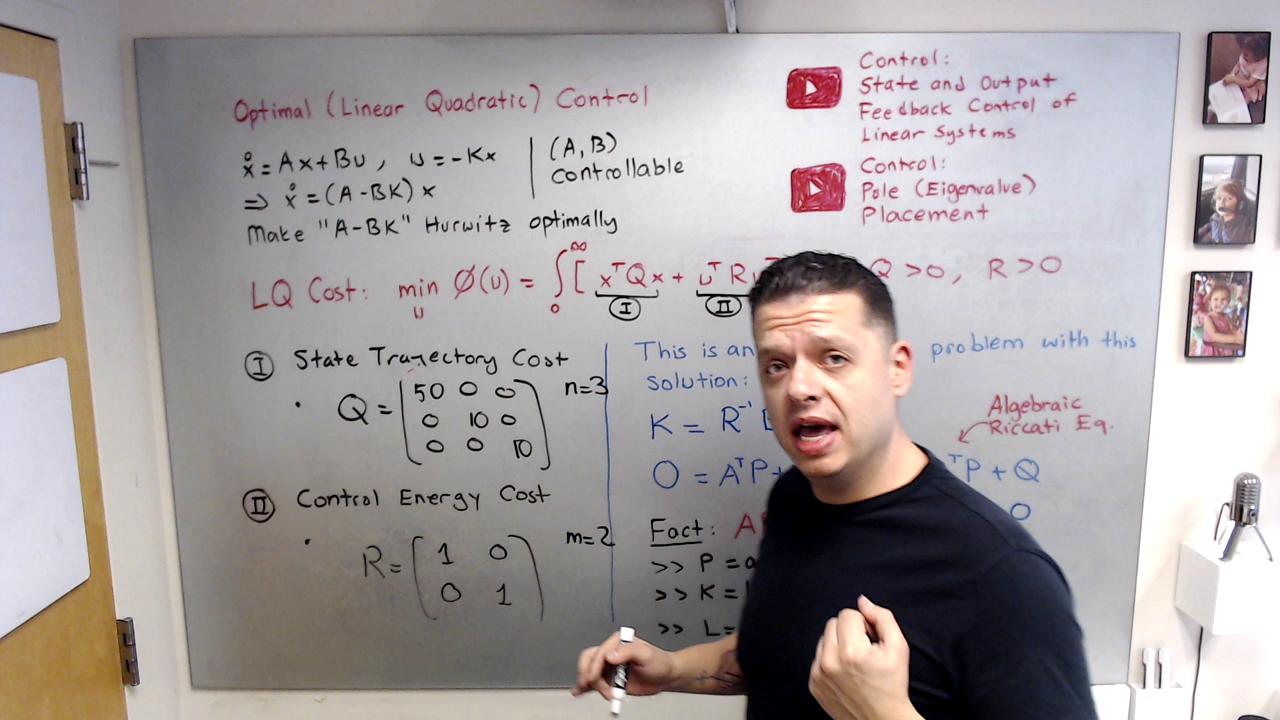 Optimal (Linear Quadratic) Control
ẋ = Ax + Bu , u = -Kx
⇒ ẋ = (A - BK) x
Make "A-BK" Hurwitz optimally
(A, B)
controllable
Control:
State and Output
Feedback Control of
Linear Systems
Control:
Pole (Eigenvalue)
Placement
LQ Cost: min Ø(u) = ∫ [ xᵀQx + uᵀR Q >0, R >0
u 0 ∞
I II
I State Trajectory Cost
Q = [50 0 0 n=3
0 10 0
0 0 10]
II Control Energy Cost
m=2
R = [1 0
0 1]
This is an problem with this
solution:
K = R⁻¹
Algebraic
Riccati Eq.
0 = AᵀP + ᵀP + Q
0
Fact:
>> P =
>> K =
>> L=